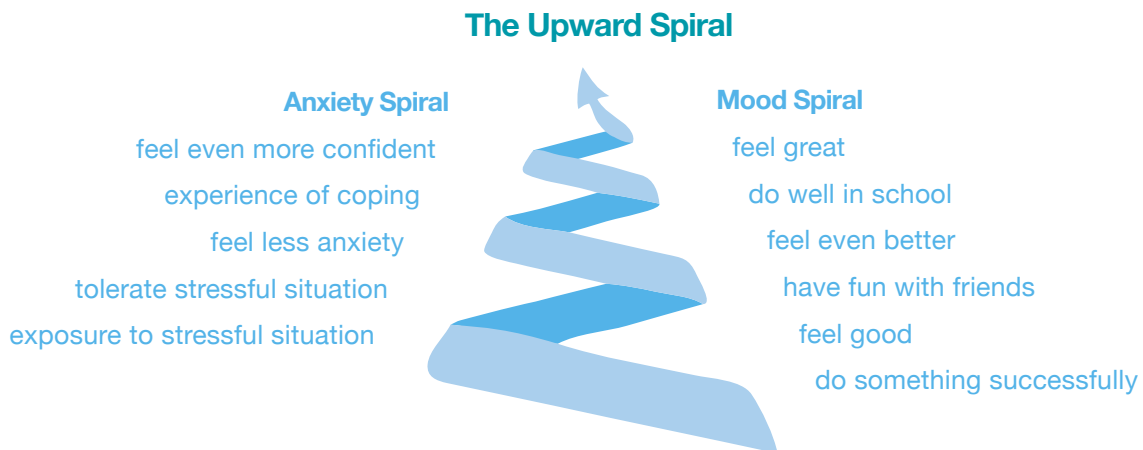 The Upward Spiral
Anxiety Spiral
feel even more confident
experience of coping
feel less anxiety
tolerate stressful situation
exposure to stressful situation
Mood Spiral
feel great
do well in school
feel even better
have fun with friends
feel good
do something successfully